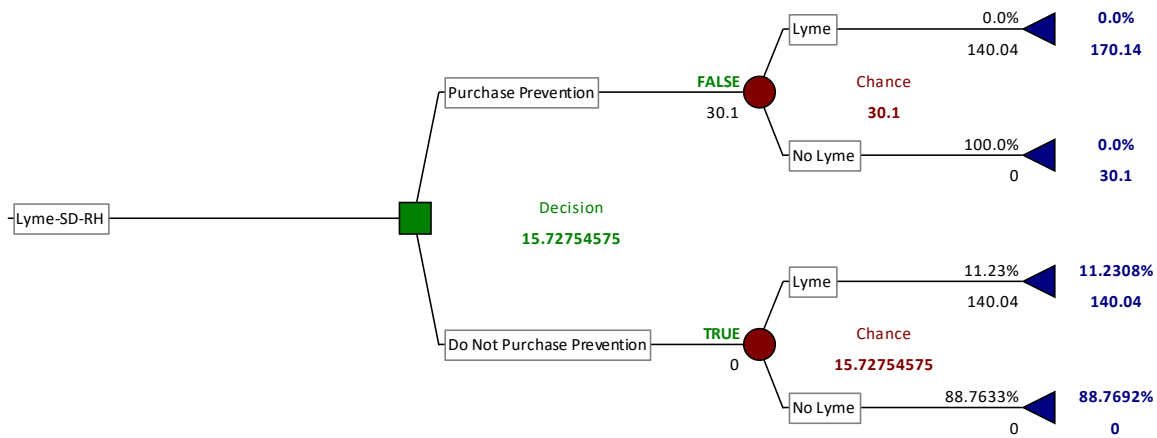 Lyme
0.0%
0.0%
140.04
170.14
Purchase Prevention
FALSE
30.1
Chance
30.1
No Lyme
100.0%
0.0%
0
30.1
Lyme-SD-RH
Decision
15.72754575
Lyme
11.23%
11.2308%
140.04
140.04
Do Not Purchase Prevention
TRUE
0
Chance
15.72754575
No Lyme
88.7633%
88.7692%
0
0